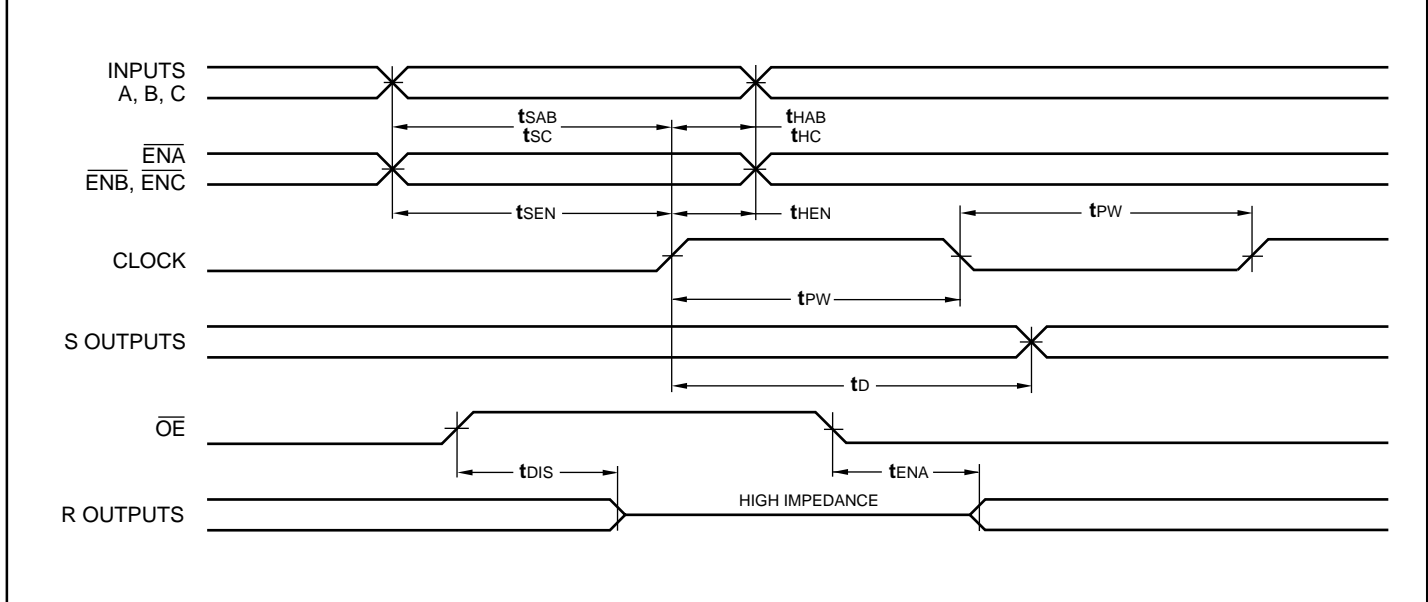 INPUTS
A, B, C
tSAB
tSC
tHAB
tHC
ENA
ENB, ENC
tSEN
tHEN
tPW
CLOCK
tPW
S OUTPUTS
tD
OE
tDIS
tENA
R OUTPUTS
HIGH IMPEDANCE